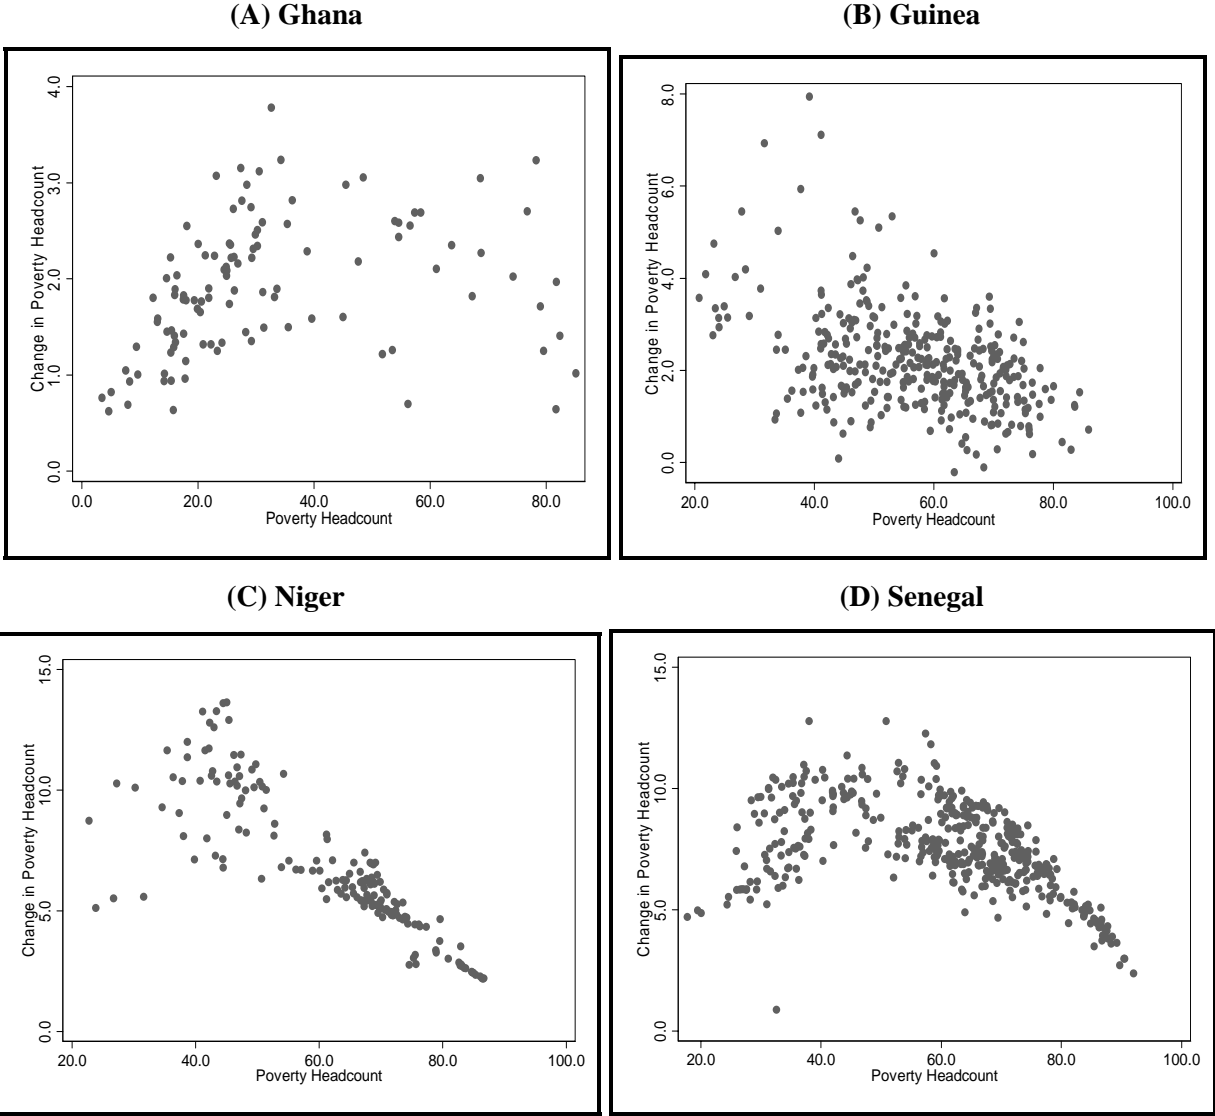 (A) Ghana
Change in Poverty Headcount
4.0
3.0
2.0
1.0
0.0
0.0 20.0 40.0 60.0 80.0
Poverty Headcount
(B) Guinea
Change in Poverty Headcount
8.0
6.0
4.0
2.0
0.0
20.0 40.0 60.0 80.0 100.0
Poverty Headcount
(C) Niger
Change in Poverty Headcount
15.0
10.0
5.0
0.0
20.0 40.0 60.0 80.0 100.0
Poverty Headcount
(D) Senegal
Change in Poverty Headcount
15.0
10.0
5.0
0.0
20.0 40.0 60.0 80.0 100.0
Poverty Headcount